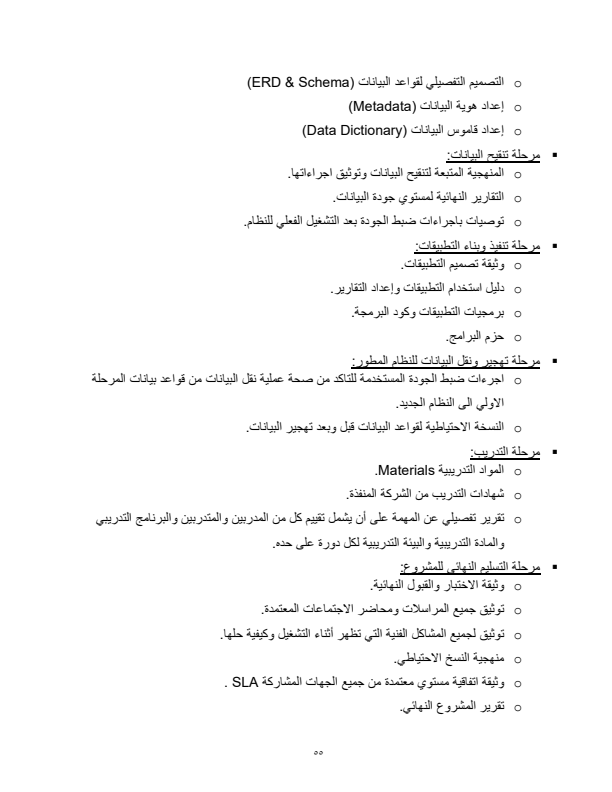 o التصميم التفصيلي لقواعد البيانات (ERD & Schema)
o إعداد هوية البيانات (Metadata)
o إعداد قاموس البيانات (Data Dictionary)
▪ مرحلة تنقيح البيانات:
o المنهجية المتبعة لتنقيح البيانات وتوثيق اجراءاتها.
o التقارير النهائية لمستوي جودة البيانات.
o توصيات باجراءات ضبط الجودة بعد التشغيل الفعلي للنظام.
▪ مرحلة تنفيذ وبناء التطبيقات:
o وثيقة تصميم التطبيقات.
o دليل استخدام التطبيقات وإعداد التقارير.
o برمجيات التطبيقات وكود البرمجة.
o حزم البرامج.
▪ مرحلة تهجير ونقل البيانات للنظام المطور:
o اجرءات ضبط الجودة المستخدمة للتاكد من صحة عملية نقل البيانات من قواعد بيانات المرحلة
الاولي الى النظام الجديد.
o النسخة الاحتياطية لقواعد البيانات قبل وبعد تهجير البيانات.
▪ مرحلة التدريب:
o المواد التدريبية Materials.
o شهادات التدريب من الشركة المنفذة.
o تقرير تفصيلي عن المهمة على أن يشمل تقييم كل من المدربين والمتدربين والبرنامج التدريبي
والمادة التدريبية والبيئة التدريبية لكل دورة على حده.
▪ مرحلة التسليم النهائي للمشروع:
o وثيقة الاختبار والقبول النهائية.
o توثيق جميع المراسلات ومحاضر الاجتماعات المعتمدة.
o توثيق لجميع المشاكل الفنية التي تظهر أثناء التشغيل وكيفية حلها.
o منهجية النسخ الاحتياطي.
o وثيقة اتفاقية مستوي معتمدة من جميع الجهات المشاركة SLA .
o تقرير المشروع النهائي.
٥٥